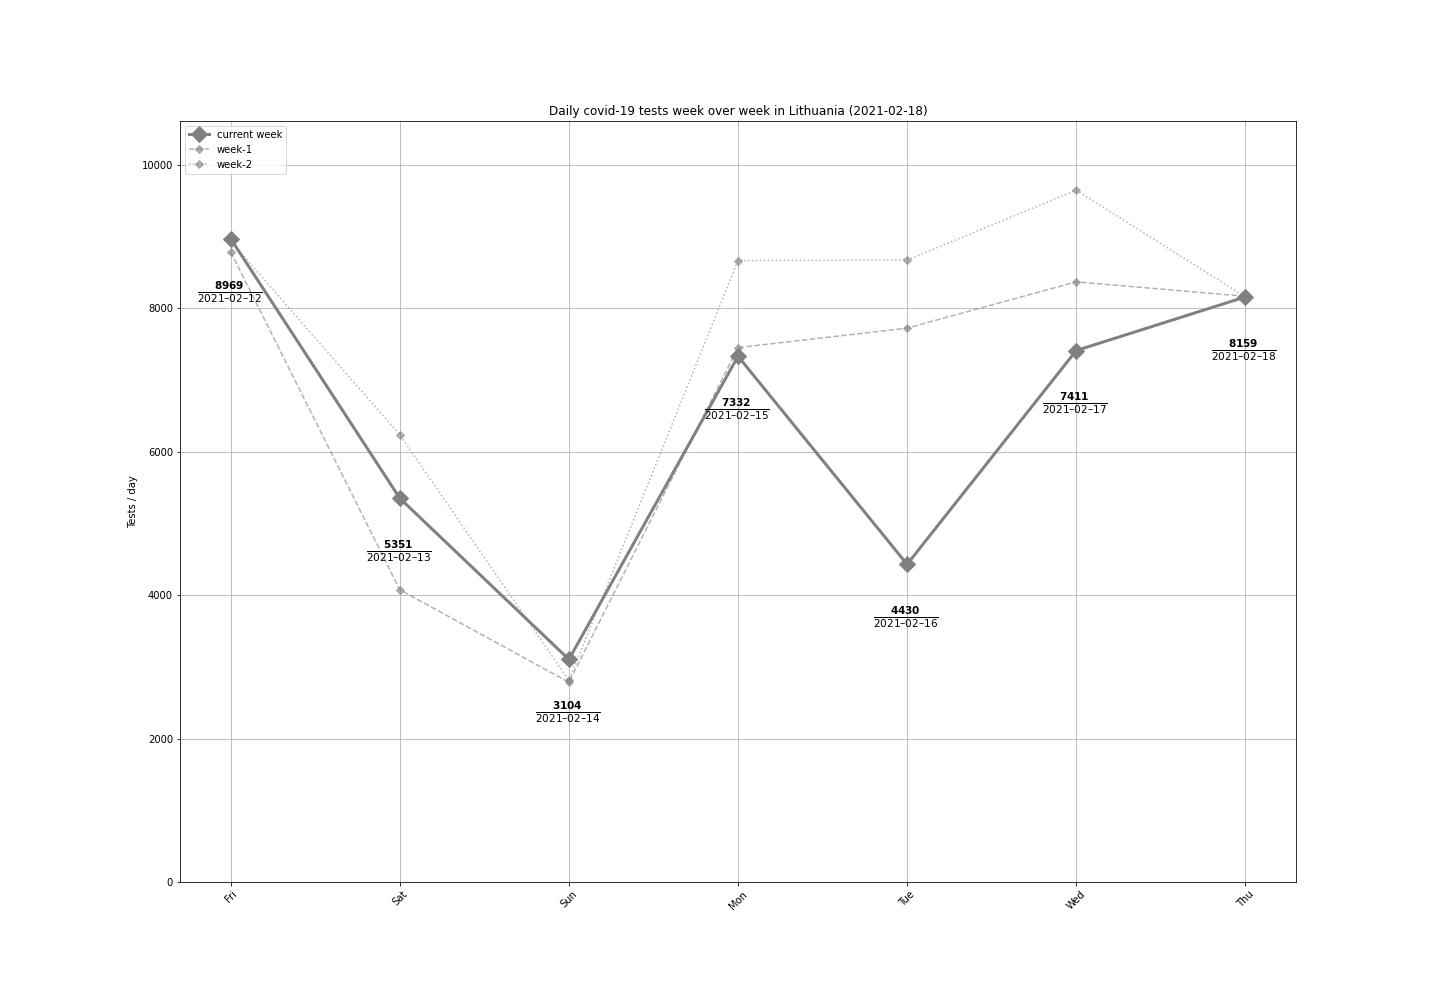 Daily covid-19 tests week over week in Lithuania (2021-02-18)
current week
week-1
week-2
Tests / day
10000
8000
6000
4000
2000
0
8969
2021-02-12
5351
2021-02-13
3104
2021-02-14
7332
2021-02-15
4430
2021-02-16
7411
2021-02-17
8159
2021-02-18
Fri
Sat
Sun
Mon
Tue
Wed
Thu